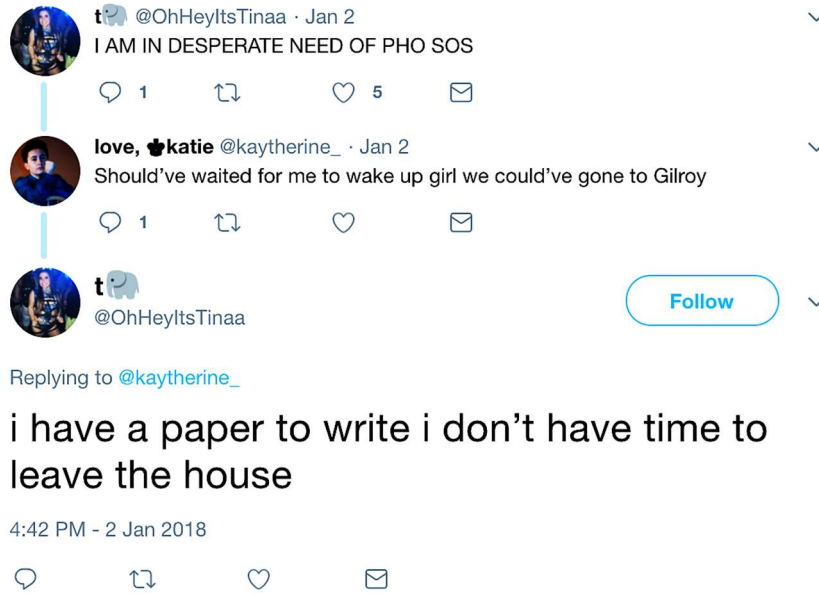 t🐘 @OhHeyItsTinaa · Jan 2
I AM IN DESPERATE NEED OF PHO SOS
1 5
love, ♚katie @kaytherine_ · Jan 2
Should’ve waited for me to wake up girl we could’ve gone to Gilroy
1
t🐘
@OhHeyItsTinaa
Follow
Replying to @kaytherine_
i have a paper to write i don’t have time to
leave the house
4:42 PM - 2 Jan 2018